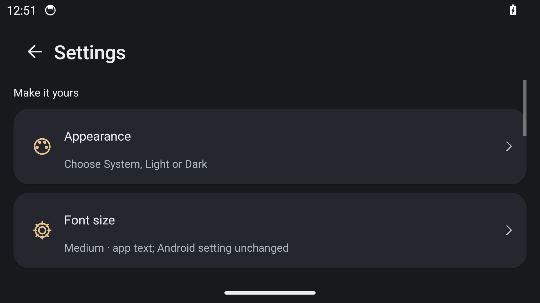 12:51
Settings
Make it yours
Appearance
Choose System, Light or Dark
Font size
Medium · app text; Android setting unchanged